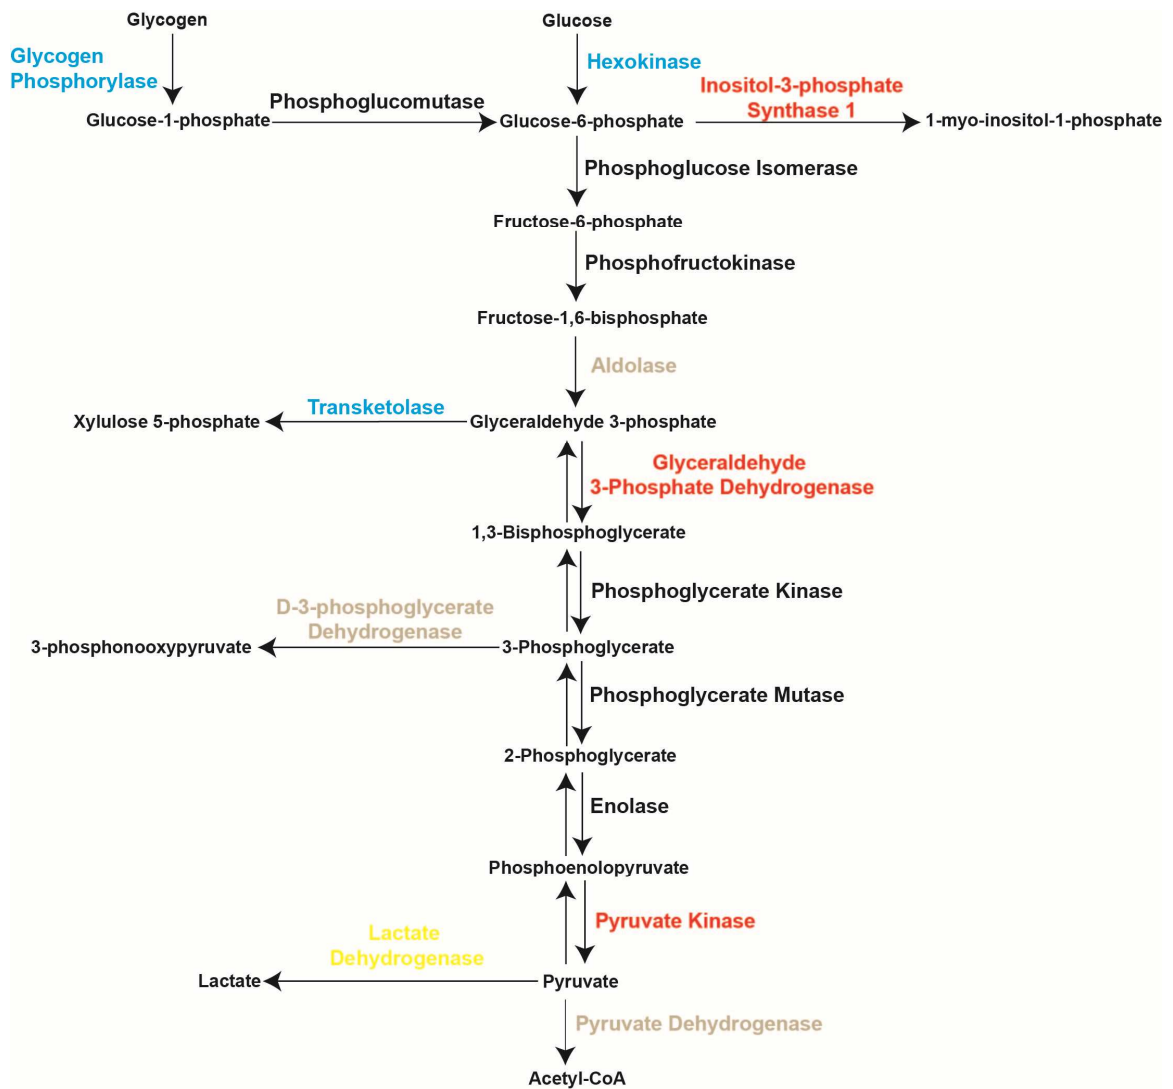 Glycogen
Glucose
Glycogen
Phosphorylase
Hexokinase
Phosphoglucomutase
Inositol-3-phosphate
Synthase 1
Glucose-1-phosphate
Glucose-6-phosphate
1-myo-inositol-1-phosphate
Phosphoglucose Isomerase
Fructose-6-phosphate
Phosphofructokinase
Fructose-1,6-bisphosphate
Aldolase
Transketolase
Xylulose 5-phosphate
Glyceraldehyde 3-phosphate
Glyceraldehyde
3-Phosphate Dehydrogenase
1,3-Bisphosphoglycerate
Phosphoglycerate Kinase
D-3-phosphoglycerate
Dehydrogenase
3-phosphonooxypyruvate
3-Phosphoglycerate
Phosphoglycerate Mutase
2-Phosphoglycerate
Enolase
Phosphoenolopyruvate
Pyruvate Kinase
Lactate
Dehydrogenase
Lactate
Pyruvate
Pyruvate Dehydrogenase
Acetyl-CoA